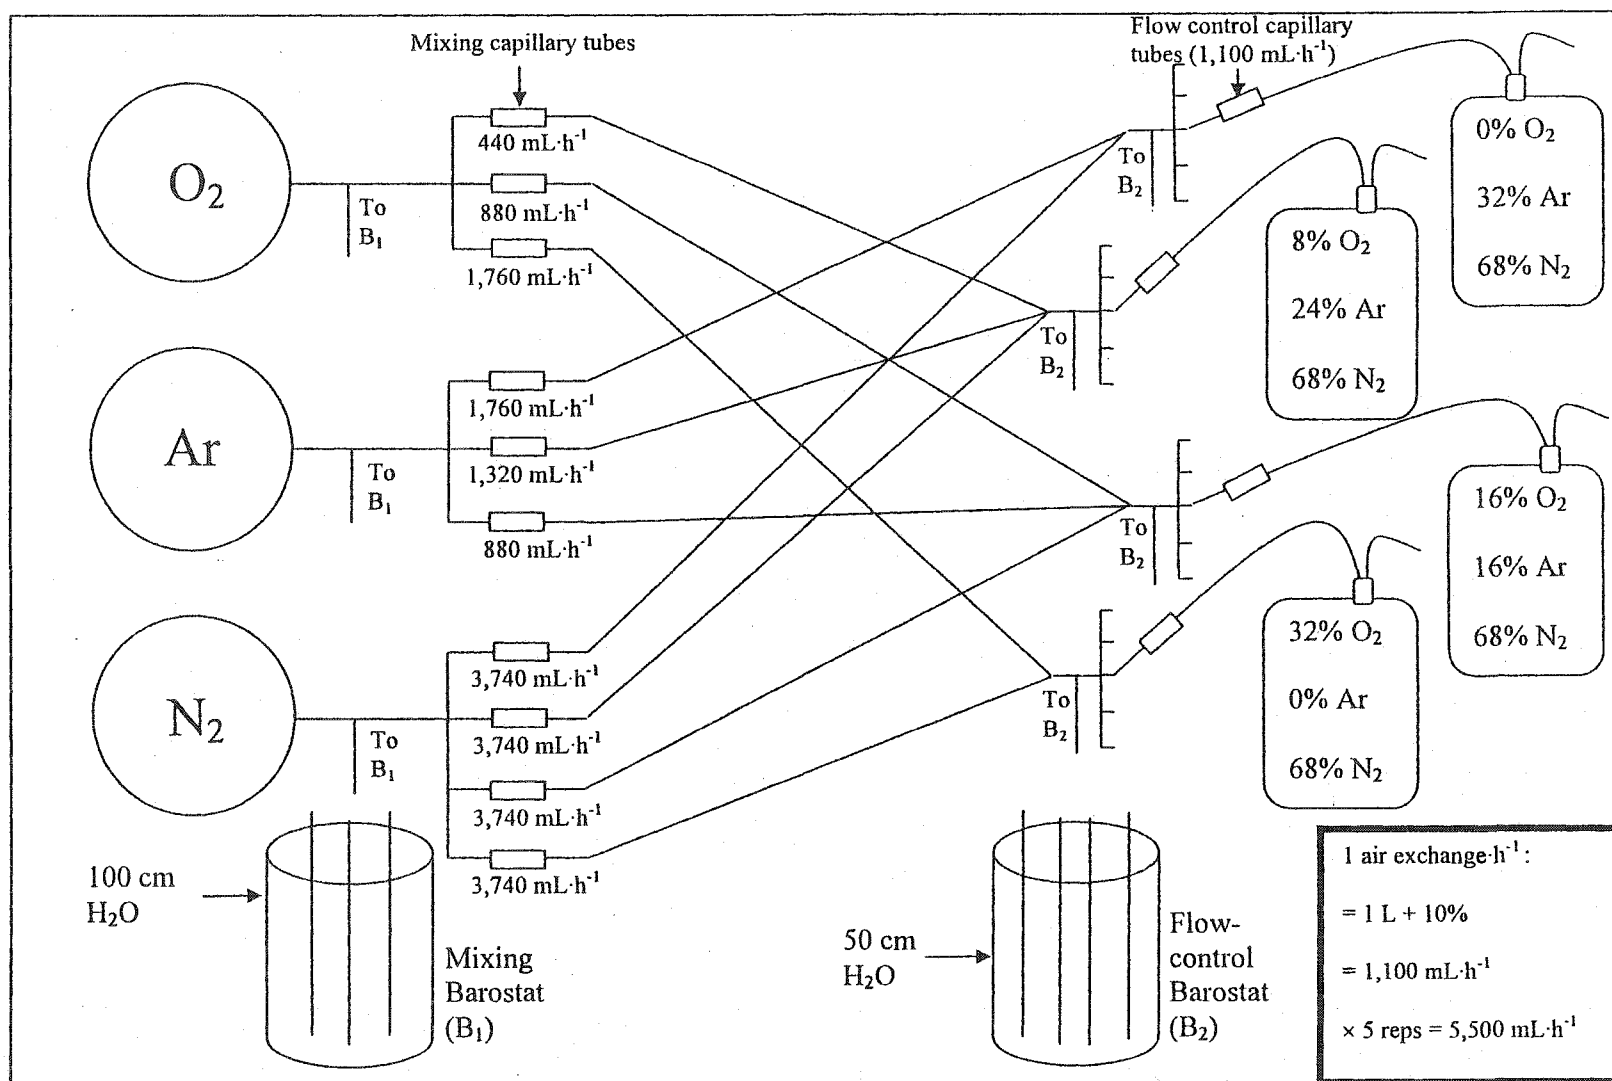 Mixing capillary tubes
Flow control capillary
tubes (1,100 mL·h⁻¹)
O₂
To
B₁
440 mL·h⁻¹
880 mL·h⁻¹
1,760 mL·h⁻¹
Ar
To
B₁
1,760 mL·h⁻¹
1,320 mL·h⁻¹
880 mL·h⁻¹
N₂
To
B₁
3,740 mL·h⁻¹
3,740 mL·h⁻¹
3,740 mL·h⁻¹
3,740 mL·h⁻¹
To
B₂
0% O₂
32% Ar
68% N₂
To
B₂
8% O₂
24% Ar
68% N₂
To
B₂
16% O₂
16% Ar
68% N₂
To
B₂
32% O₂
0% Ar
68% N₂
100 cm
H₂O
Mixing
Barostat
(B₁)
50 cm
H₂O
Flow-
control
Barostat
(B₂)
1 air exchange·h⁻¹ :
= 1 L + 10%
= 1,100 mL·h⁻¹
× 5 reps = 5,500 mL·h⁻¹